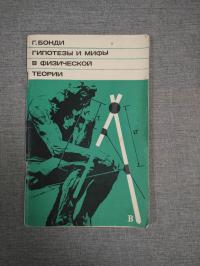 Г. БОНДИ
ГИПОТЕЗЫ И МИФЫ
В ФИЗИЧЕСКОЙ
ТЕОРИИ
В